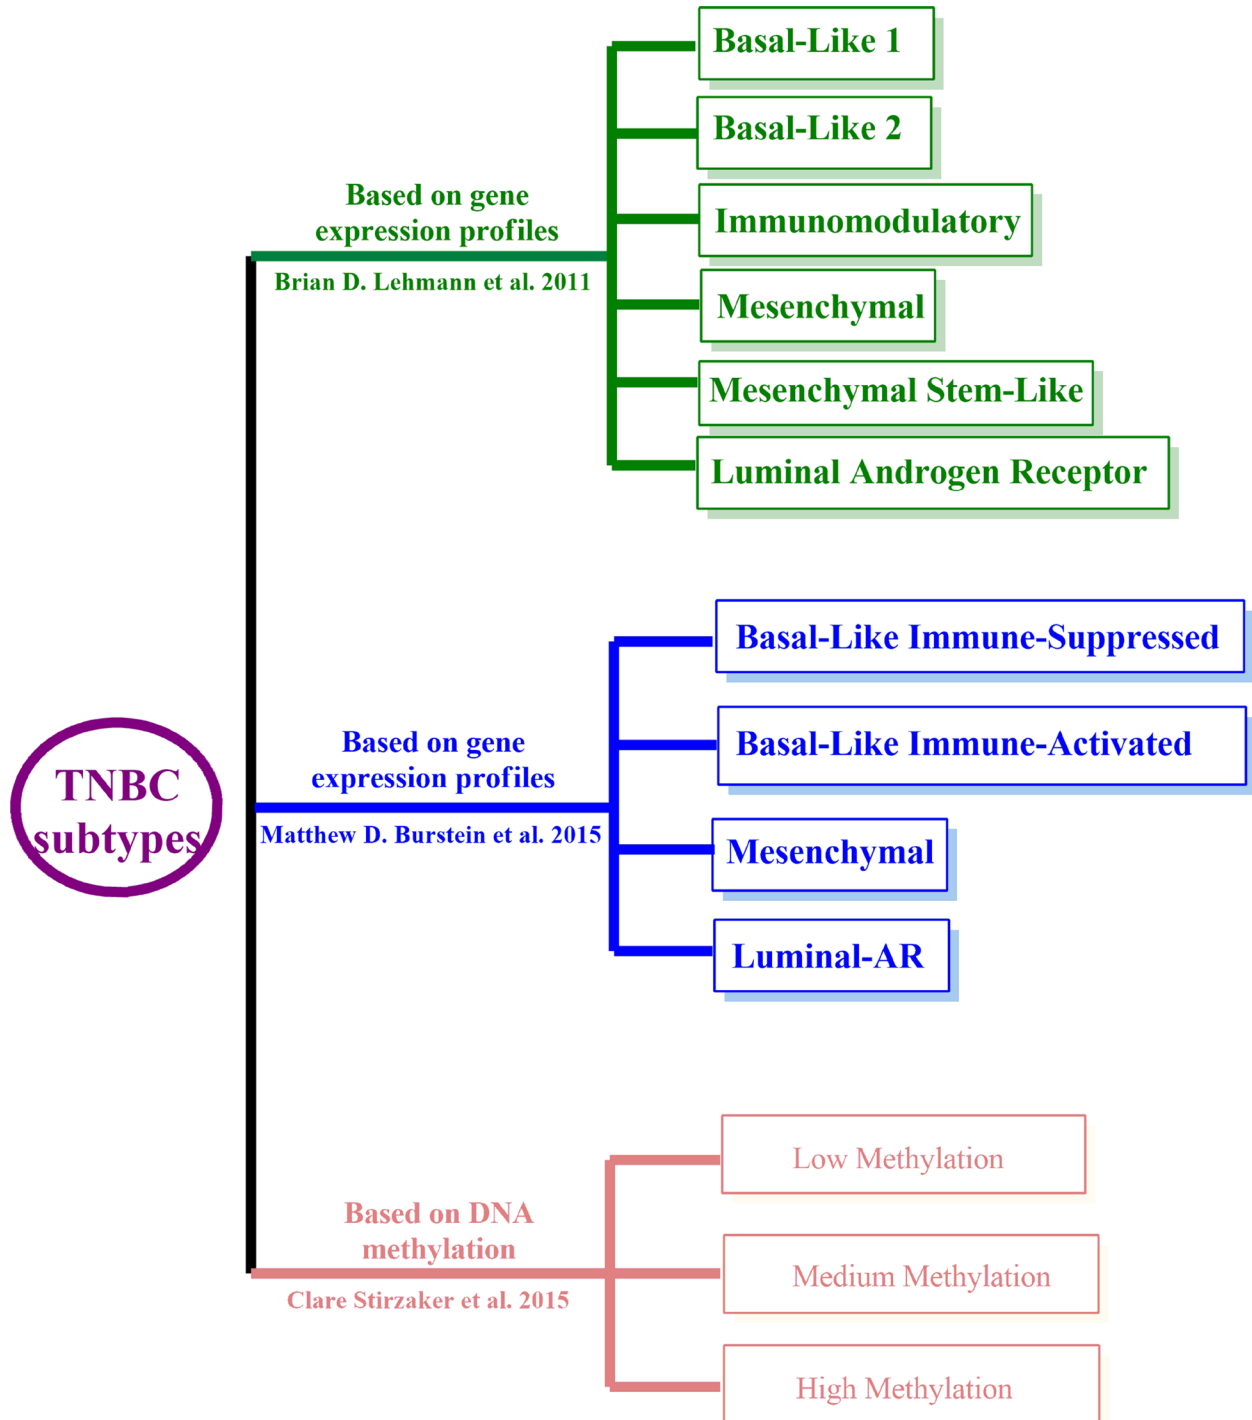 TNBC
subtypes
Based on gene
expression profiles
Brian D. Lehmann et al. 2011
Basal-Like 1
Basal-Like 2
Immunomodulatory
Mesenchymal
Mesenchymal Stem-Like
Luminal Androgen Receptor
Based on gene
expression profiles
Matthew D. Burstein et al. 2015
Basal-Like Immune-Suppressed
Basal-Like Immune-Activated
Mesenchymal
Luminal-AR
Based on DNA
methylation
Clare Stirzaker et al. 2015
Low Methylation
Medium Methylation
High Methylation